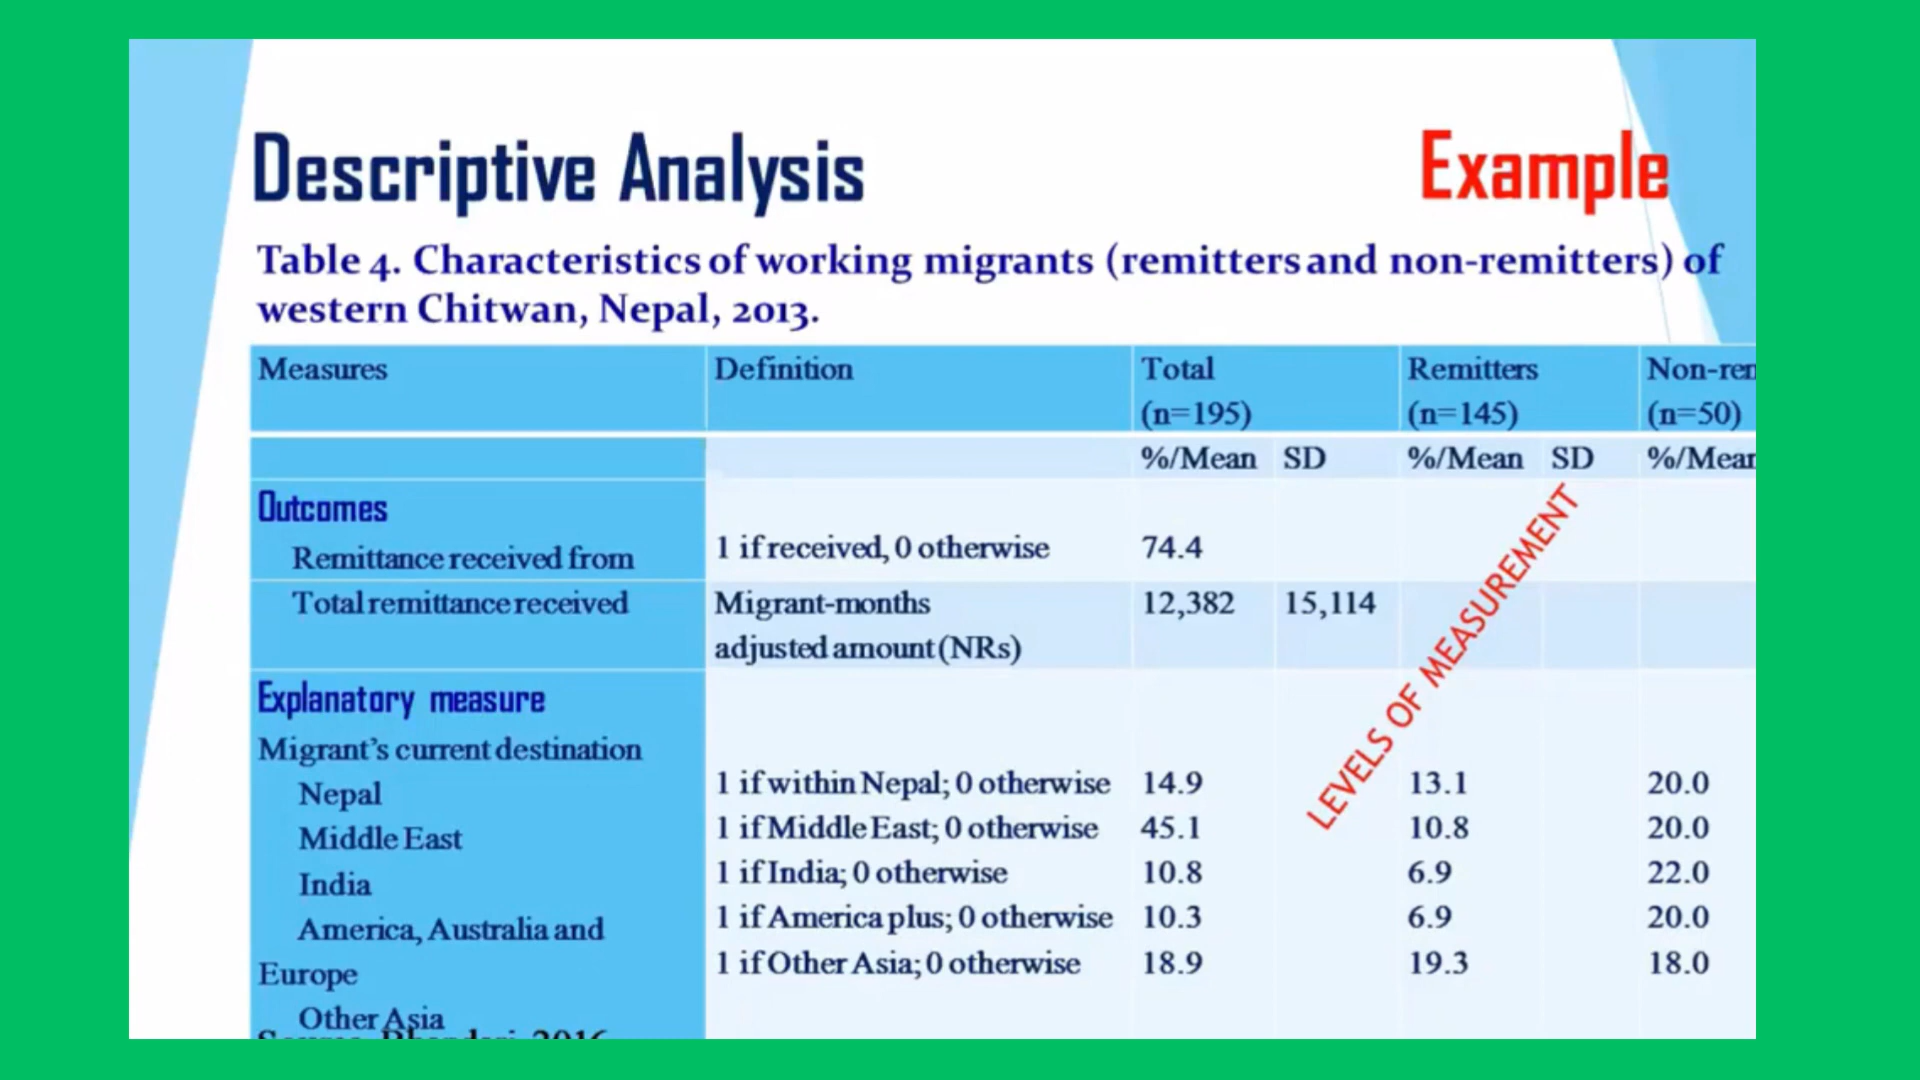 Descriptive Analysis
Example
Table 4. Characteristics of working migrants (remitters and non-remitters) of
western Chitwan, Nepal, 2013.
Measures Definition Total Remitters
(n=195) (n=145) (n=50)
%/Mean SD %/Mean SD
Outcomes
Remittance received from 1 if received, 0 otherwise 74.4
Total remittance received Migrant-months 12,382 15,114
adjusted amount (NRs)
LEVELS OF MEASUREMENT
Explanatory measure
Migrant's current destination
Nepal 1 if within Nepal; 0 otherwise 14.9 13.1 20.0
Middle East 1 if Middle East; 0 otherwise 45.1 10.8 20.0
India 1 if India; 0 otherwise 10.8 6.9 22.0
America, Australia and 1 if America plus; 0 otherwise 10.3 6.9 20.0
Europe
Other Asia 1 if Other Asia; 0 otherwise 18.9 19.3 18.0